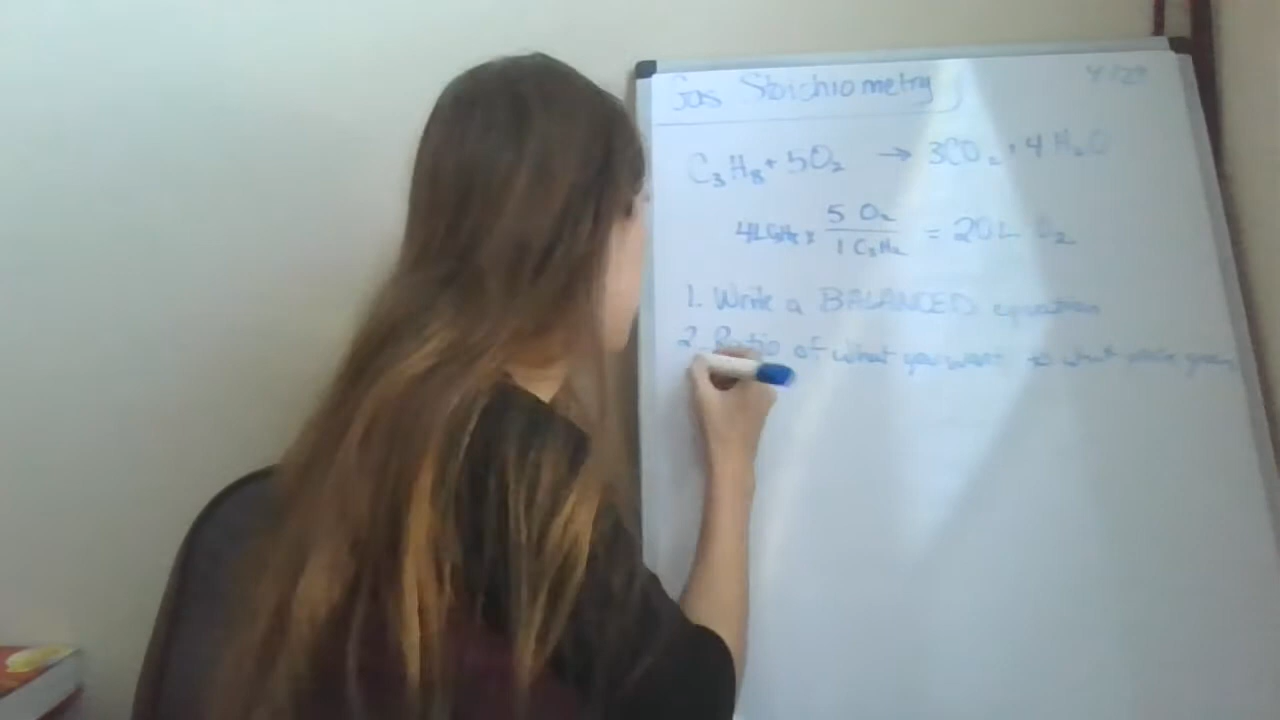 Gas Stoichiometry
C₃H₈ + 5O₂ → 3CO₂ + 4H₂O
5 O₂
4L x ― = 20L O₂
1 C₃H₈
1. Write a BALANCED equation
2. Ratio of what you want to what